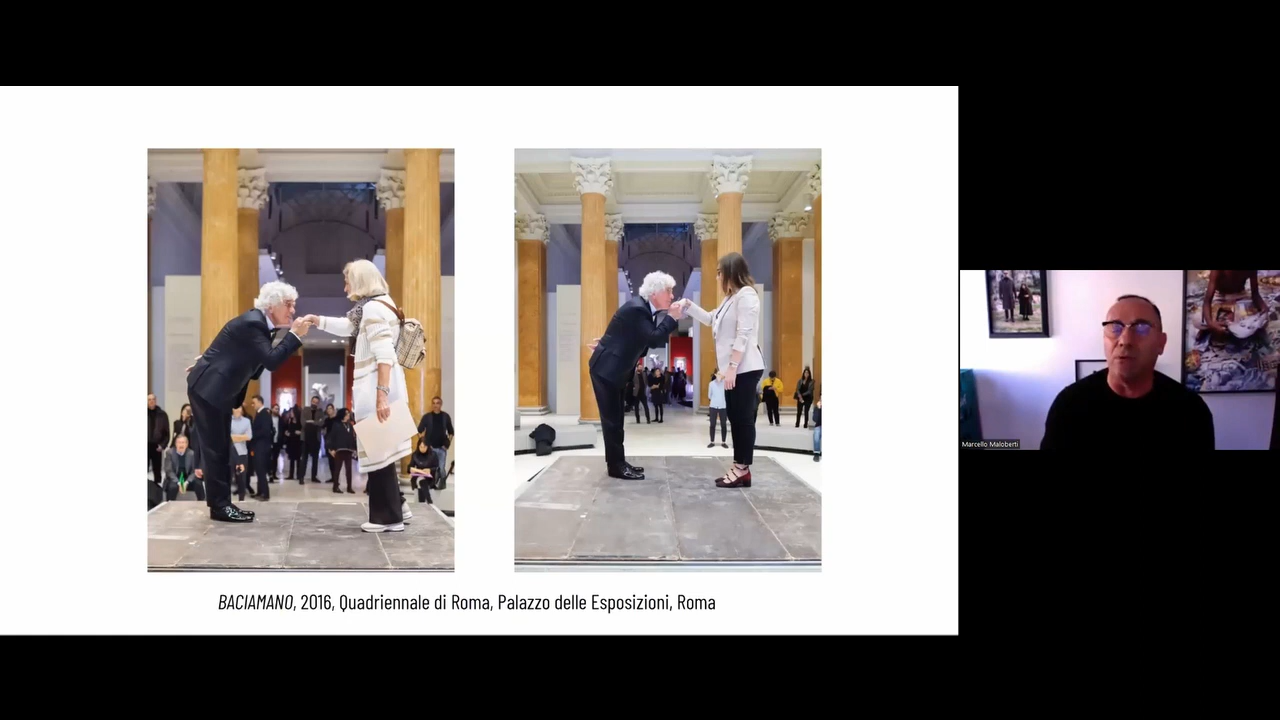 BACIAMANO, 2016, Quadriennale di Roma, Palazzo delle Esposizioni, Roma
Marcello Maloberti